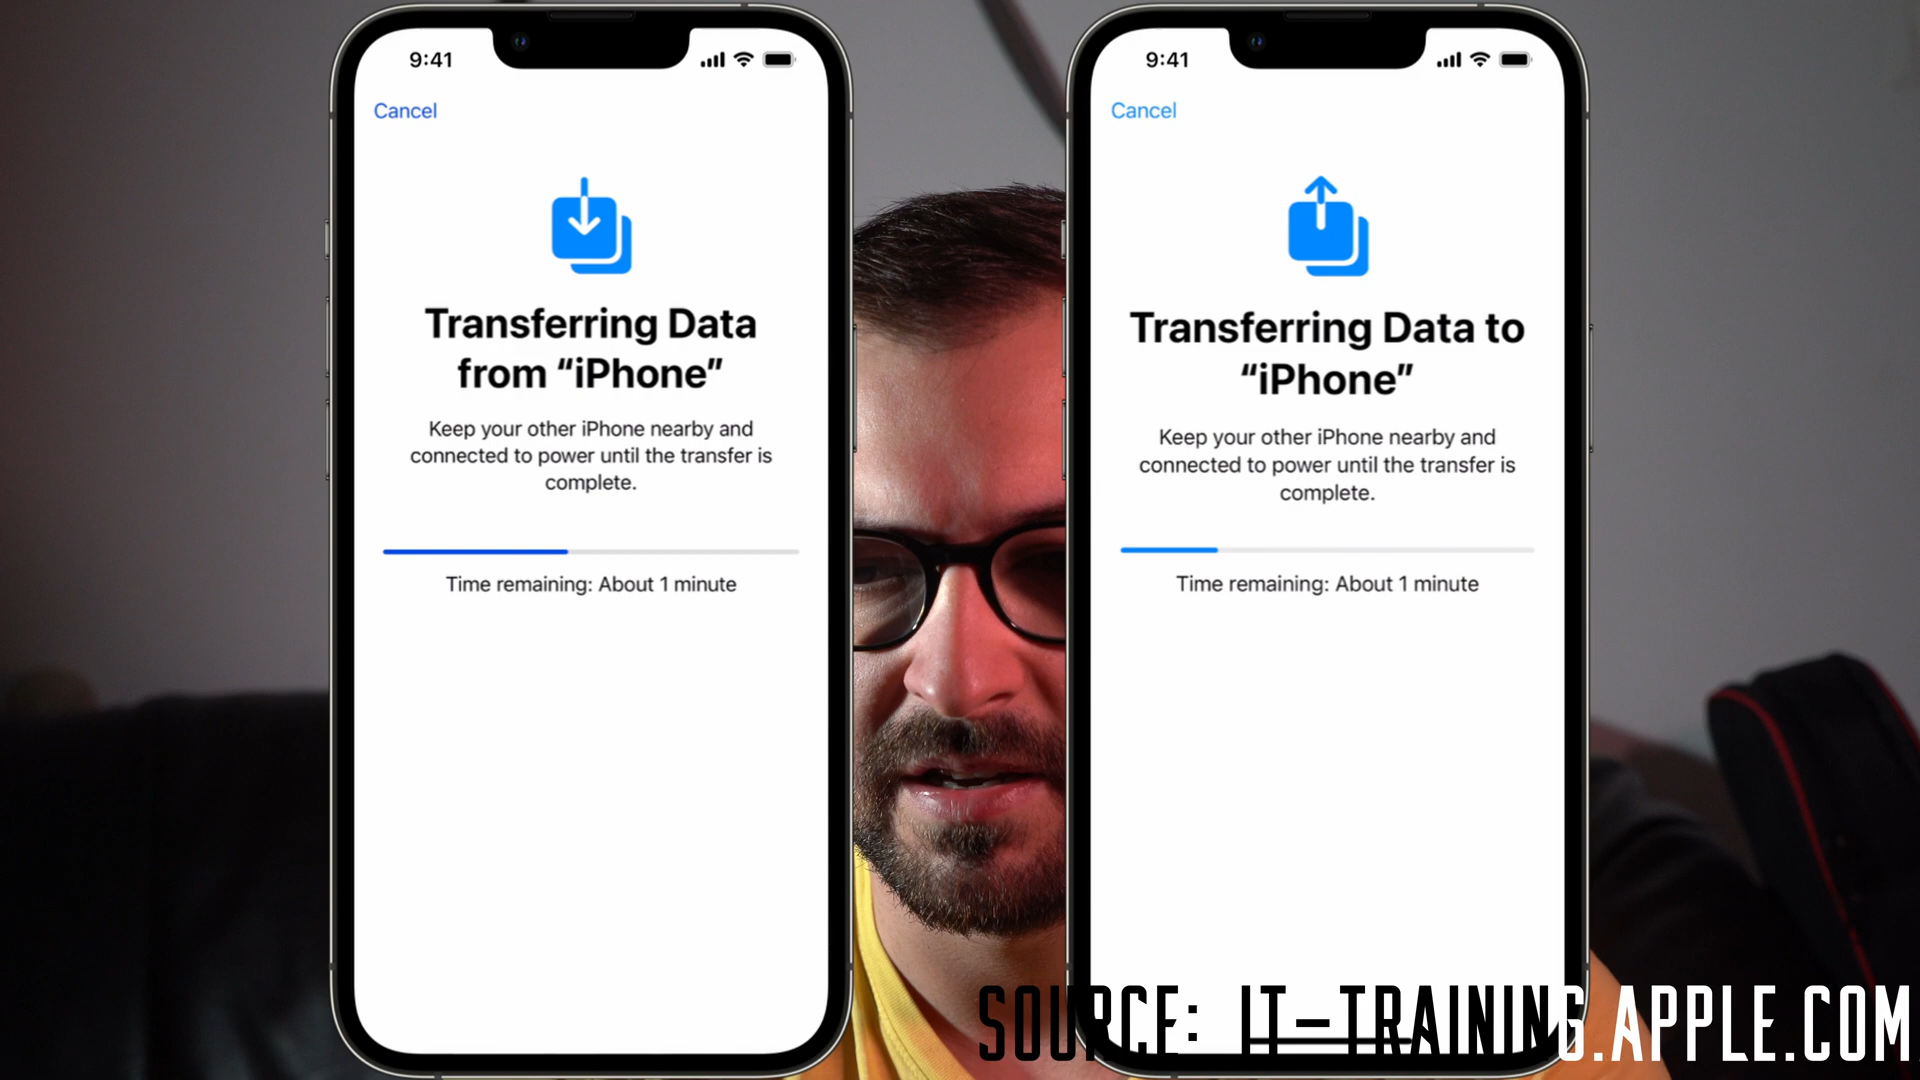 9:41
Cancel
Transferring Data
from “iPhone”
Keep your other iPhone nearby and
connected to power until the transfer is
complete.
Time remaining: About 1 minute
9:41
Cancel
Transferring Data to
“iPhone”
Keep your other iPhone nearby and
connected to power until the transfer is
complete.
Time remaining: About 1 minute
SOURCE: IT-TRAINING.APPLE.COM